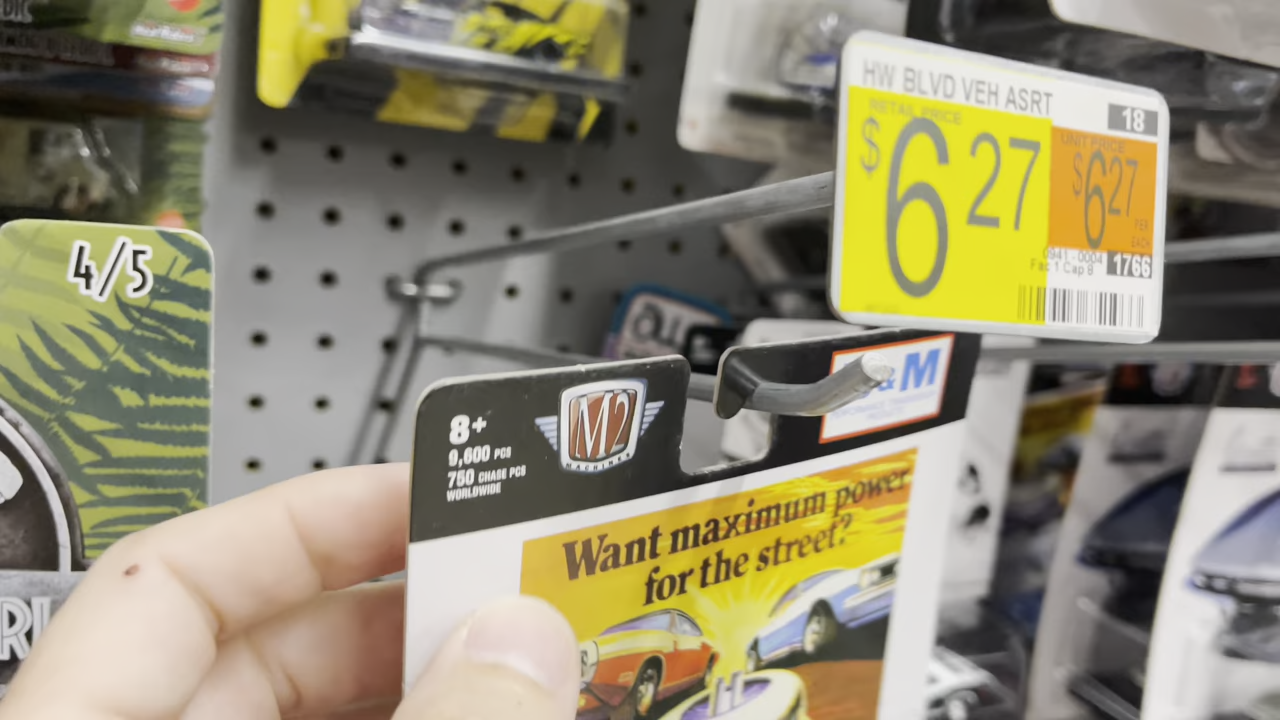 HW BLVD VEH ASRT
18
RETAIL PRICE
$6 27
UNIT PRICE
$6 27
PER
EACH
0941-0004
Fac 1 Cap 8
1766
4/5
8+
9,600 PCS
750 CHASE PCS
WORLDWIDE
M2
MACHINES
&M
Want maximum power
for the street?